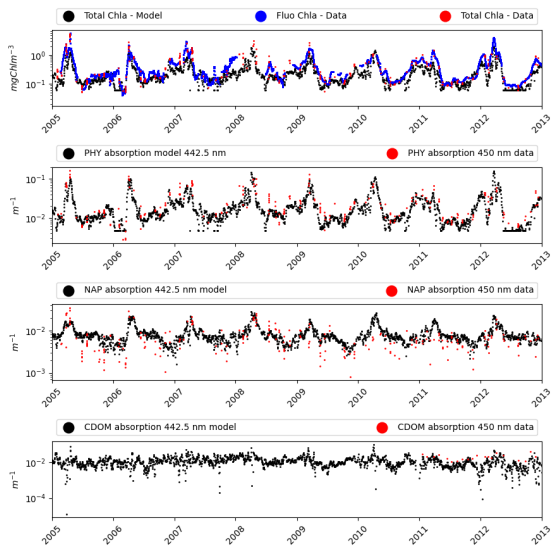 Total Chla - Model Fluo Chla - Data Total Chla - Data
mgChlm⁻³
10⁰
10⁻¹
2005 2006 2007 2008 2009 2010 2011 2012 2013
PHY absorption model 442.5 nm PHY absorption 450 nm data
m⁻¹
10⁻¹
10⁻²
2005 2006 2007 2008 2009 2010 2011 2012 2013
NAP absorption 442.5 nm model NAP absorption 450 nm data
m⁻¹
10⁻²
10⁻³
2005 2006 2007 2008 2009 2010 2011 2012 2013
CDOM absorption 442.5 nm model CDOM absorption 450 nm data
m⁻¹
10⁻²
10⁻⁴
2005 2006 2007 2008 2009 2010 2011 2012 2013